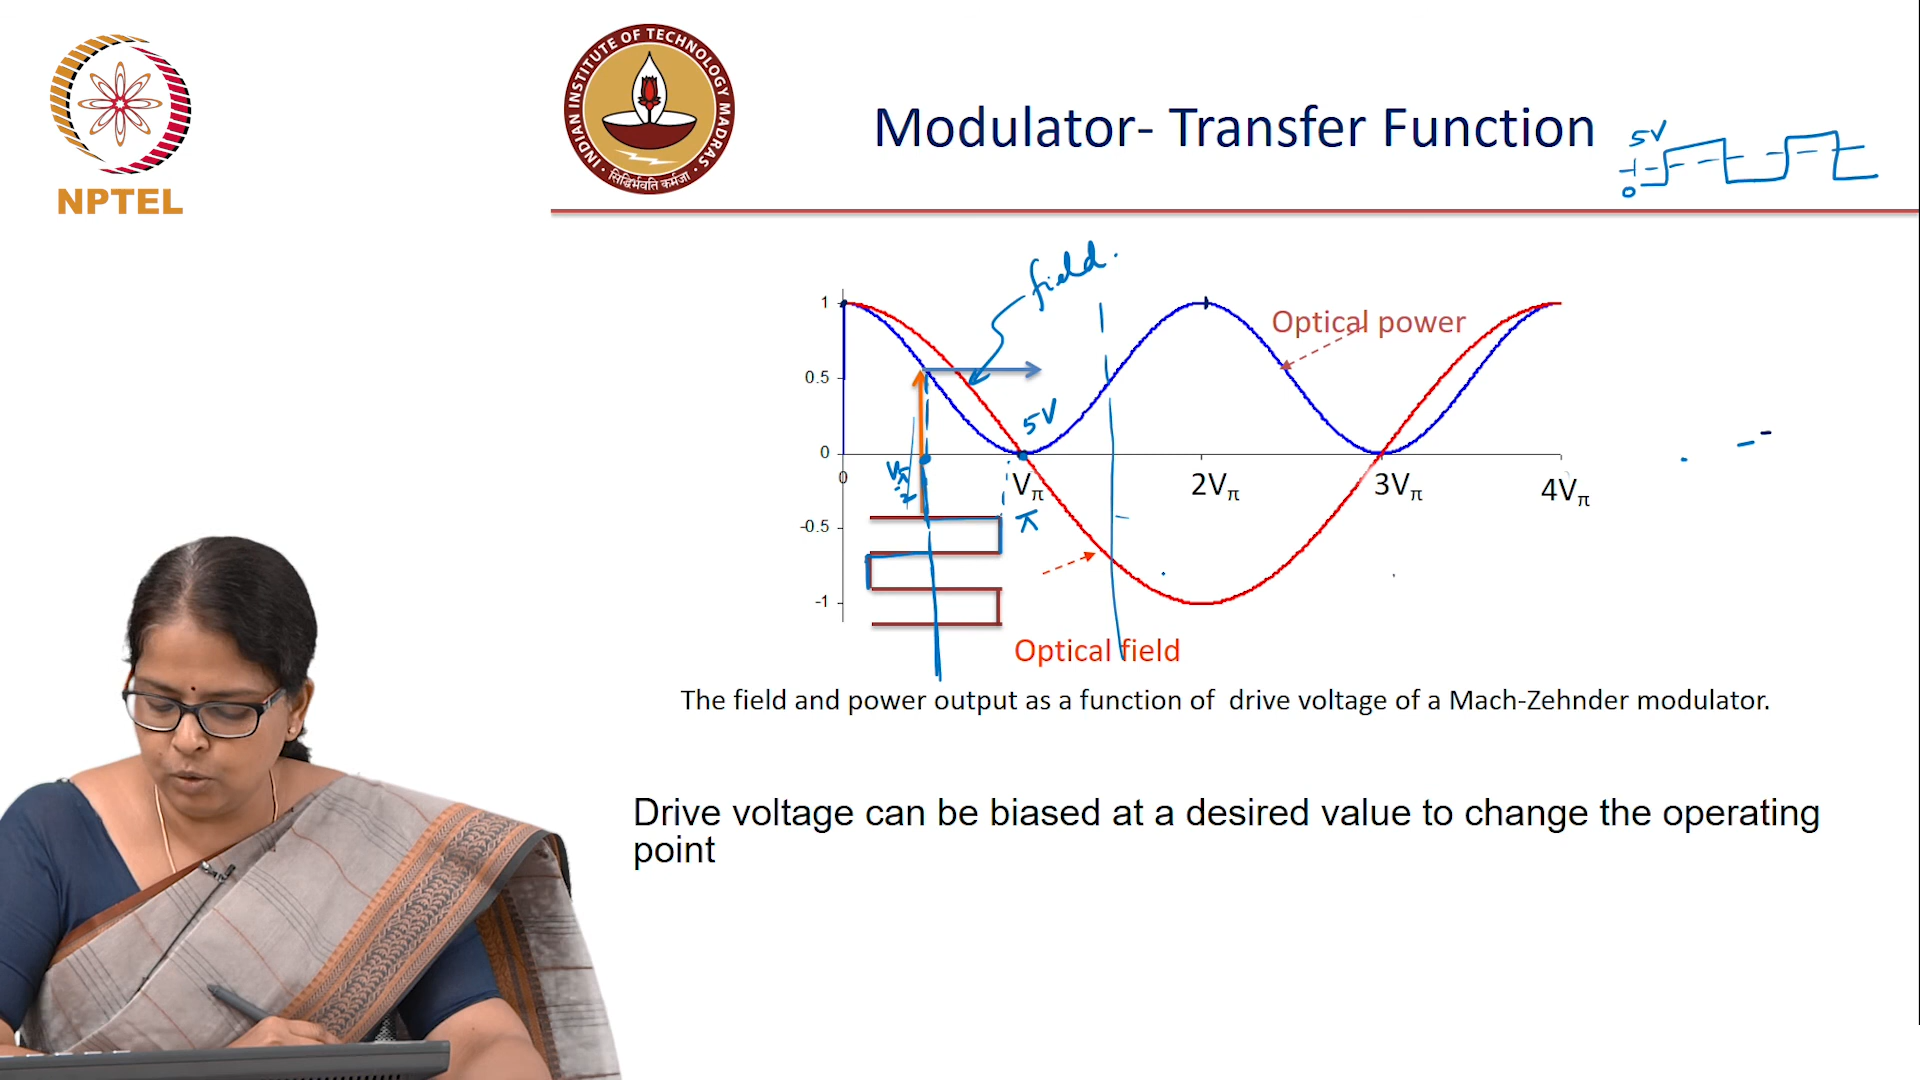 NPTEL
INDIAN INSTITUTE OF TECHNOLOGY MADRAS
सिद्धिर्भवति कर्मजा
Modulator- Transfer Function
5V
0
field.
1
Optical power
0.5
5V
0
0
Vπ/2
Vπ
2Vπ
3Vπ
4Vπ
π
-0.5
-1
Optical field
The field and power output as a function of drive voltage of a Mach-Zehnder modulator.
Drive voltage can be biased at a desired value to change the operating
point